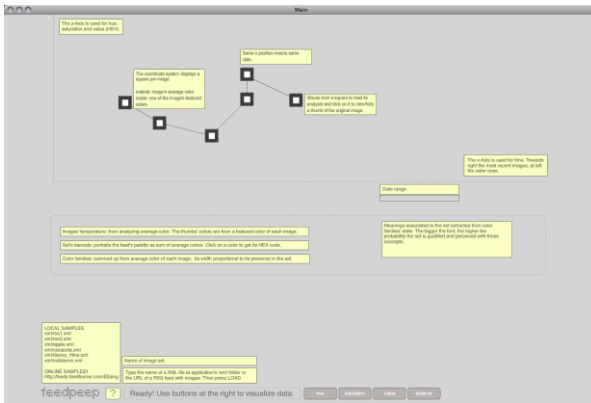 Main
The y-Axis is used for hue,
saturation and value (HSV).
Same x position means same
date.
The coordinate system displays a
square per image.
outside: image's average color
inside: one of the image's featured
colors
Mouse over a square to read its
analysis and click on it to view/hide
a thumb of the original image.
The x-Axis is used for time. Towards
right the most recent images, at left
the older ones.
Date range.
Images' temperature: from analyzing average color. The thumbs' colors are from a featured color of each image.
Set's barcode: portraits the feed's palette as sum of average colors. Click on a color to get its HEX code.
Color families: summed up from average color of each image, its width proportional to its presence in the set.
Meanings associated to the set extracted from color
families' stats. The bigger the font, the higher the
probability the set is qualified and perceived with those
concepts.
LOCAL SAMPLES
ONLINE SAMPLES!
Name of image set.
Type the name of a XML file at application's root folder or
the URL of a RSS feed with images. Then press LOAD.
feedpeep ? Ready! Use buttons at the right to visualize data. hue saturation value analyze